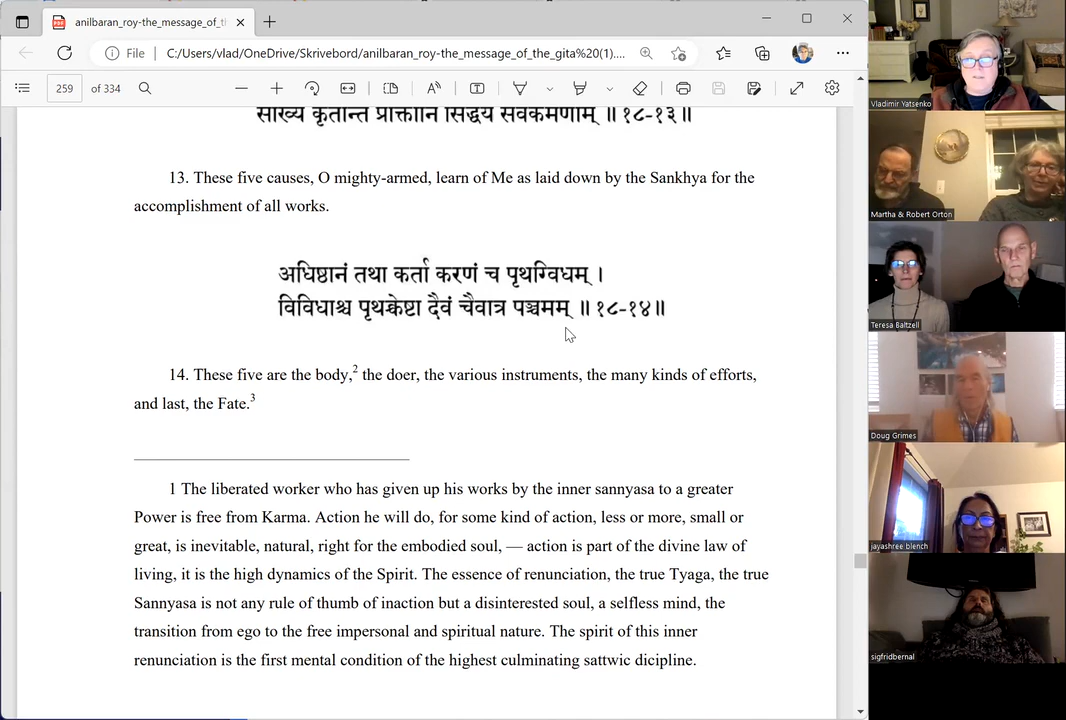 anilbaran_roy-the_message_of_th
File C:/Users/vlad/OneDrive/Skrivebord/anilbaran_roy-the_message_of_the_gita%20(1)....
259 of 334
सांख्ये कृतान्ते प्रोक्तानि सिद्धये सर्वकर्मणाम् ॥१८-१३॥
13. These five causes, O mighty-armed, learn of Me as laid down by the Sankhya for the
accomplishment of all works.
अधिष्ठानं तथा कर्ता करणं च पृथग्विधम् ।
विविधाश्च पृथक्चेष्टा दैवं चैवात्र पञ्चमम् ॥१८-१४॥
14. These five are the body,2 the doer, the various instruments, the many kinds of efforts,
and last, the Fate.3
1 The liberated worker who has given up his works by the inner sannyasa to a greater
Power is free from Karma. Action he will do, for some kind of action, less or more, small or
great, is inevitable, natural, right for the embodied soul, — action is part of the divine law of
living, it is the high dynamics of the Spirit. The essence of renunciation, the true Tyaga, the true
Sannyasa is not any rule of thumb of inaction but a disinterested soul, a selfless mind, the
transition from ego to the free impersonal and spiritual nature. The spirit of this inner
renunciation is the first mental condition of the highest culminating sattwic dicipline.
Vladimir Yatsenko
Martha & Robert Orton
Teresa Baltzell
Doug Grimes
jayashree blench
sigfridbernal